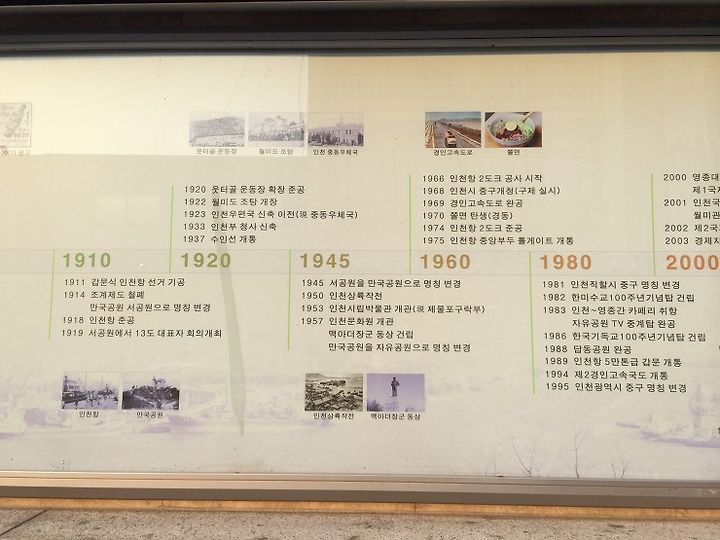 웃터골 운동장
월미도 조탕
인천 중동우체국
경인고속도로
쫄면
1920 웃터골 운동장 확장 준공
1922 월미도 조탕 개장
1923 인천우편국 신축 이전(現 중동우체국)
1933 인천부 청사 신축
1937 수인선 개통
1966 인천항 2도크 공사 시작
1968 인천시 중구개청(구제 실시)
1969 경인고속도로 완공
1970 쫄면 탄생(경동)
1974 인천항 2도크 준공
1975 인천항 중앙부두 톨게이트 개통
2000 영종대
제1국제
2001 인천국
월미관
2002 제2국
2003 경제자
1910
1920
1945
1960
1980
2000
1911 갑문식 인천항 선거 기공
1914 조계제도 철폐
만국공원 서공원으로 명칭 변경
1918 인천항 준공
1919 서공원에서 13도 대표자 회의개최
1945 서공원을 만국공원으로 명칭 변경
1950 인천상륙작전
1953 인천시립박물관 개관(現 제물포구락부)
1957 인천문화원 개관
맥아더장군 동상 건립
만국공원을 자유공원으로 명칭 변경
1981 인천직할시 중구 명칭 변경
1982 한미수교100주년기념탑 건립
1983 인천~영종간 카페리 취항
자유공원 TV 중계탑 완공
1986 한국기독교100주년기념탑 건립
1988 답동공원 완공
1989 인천항 5만톤급 갑문 개통
1994 제2경인고속국도 개통
1995 인천광역시 중구 명칭 변경
인천항
만국공원
인천상륙작전
맥아더장군 동상